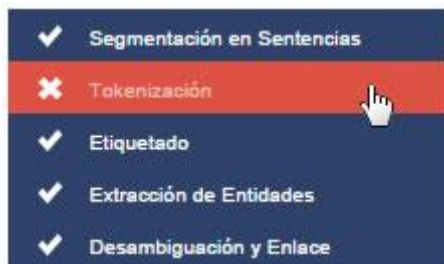 Segmentación en Sentencias
Tokenización
Etiquetado
Extracción de Entidades
Desambiguación y Enlace